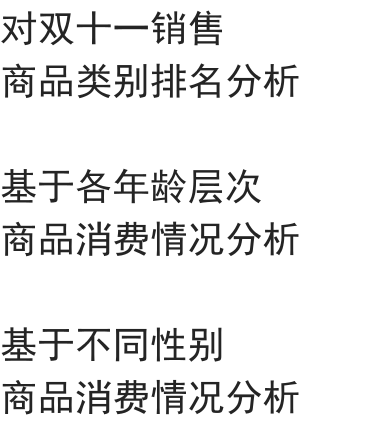 对双十一销售
商品类别排名分析
基于各年龄层次
商品消费情况分析
基于不同性别
商品消费情况分析